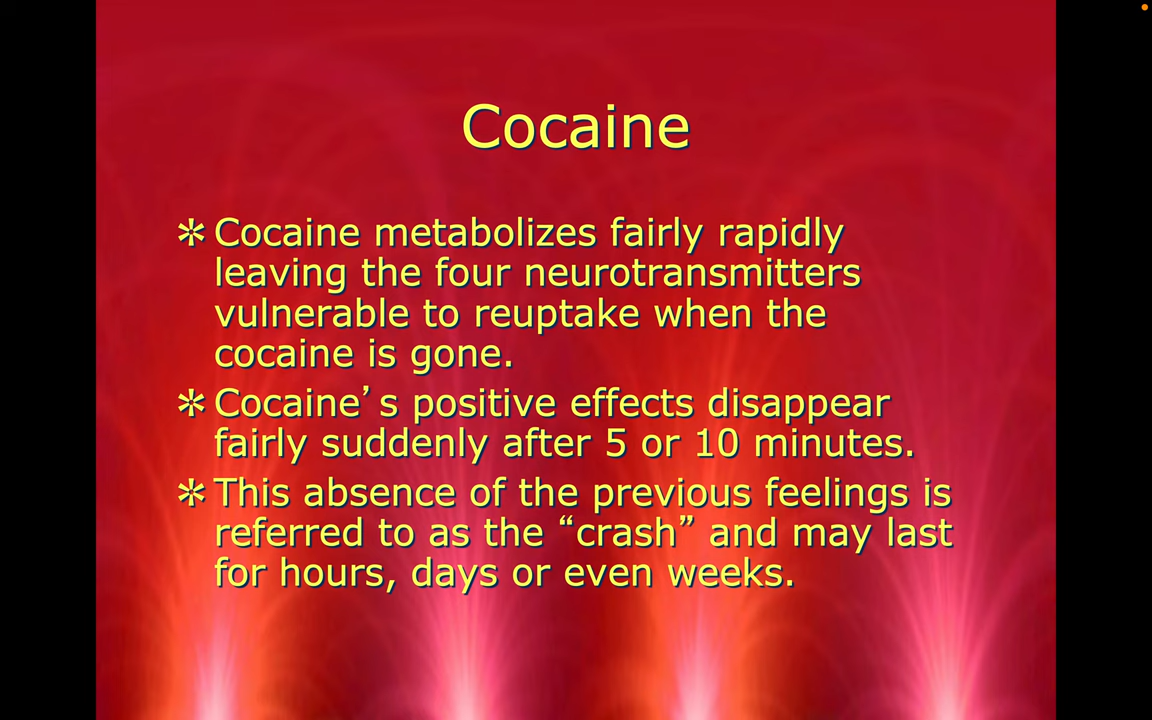 Cocaine
✻ Cocaine metabolizes fairly rapidly
leaving the four neurotransmitters
vulnerable to reuptake when the
cocaine is gone.
✻ Cocaine’s positive effects disappear
fairly suddenly after 5 or 10 minutes.
✻ This absence of the previous feelings is
referred to as the “crash” and may last
for hours, days or even weeks.